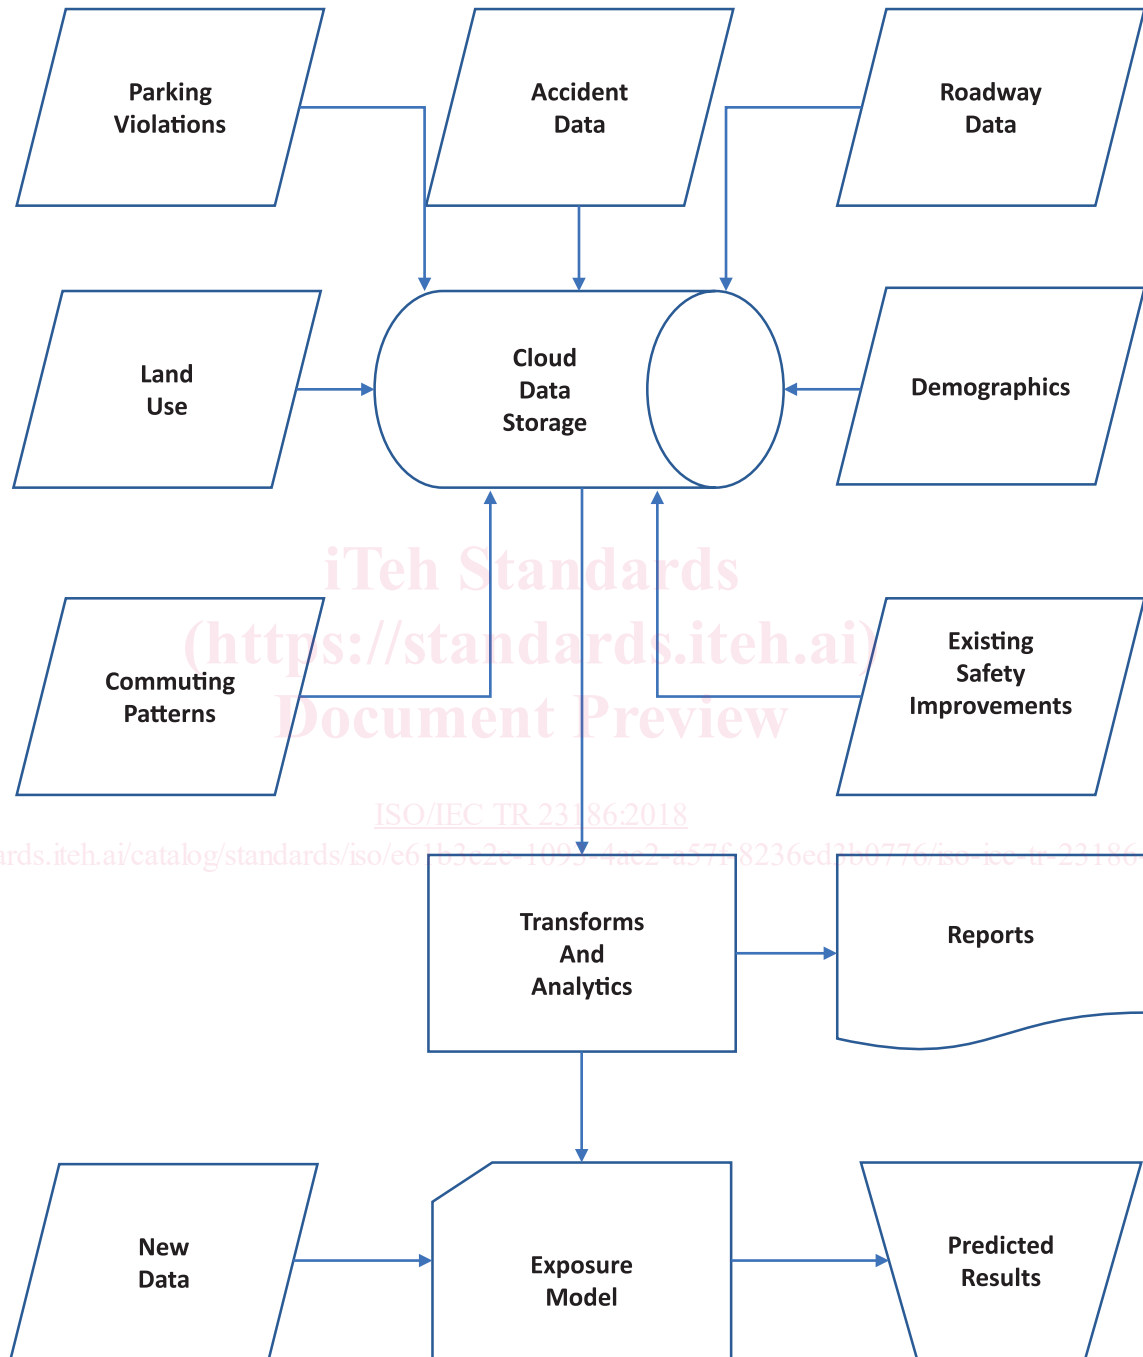 Parking
Violations
Accident
Data
Roadway
Data
Land
Use
Cloud
Data
Storage
Demographics
iTeh Standards
(https://standards.iteh.ai)
Document Preview
Commuting
Patterns
Existing
Safety
Improvements
ISO/IEC TR 23186:2018
Transforms
And
Analytics
Reports
New
Data
Exposure
Model
Predicted
Results